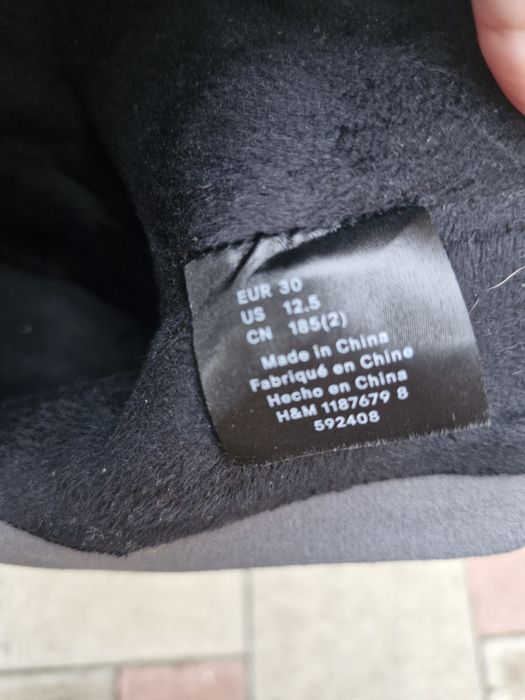 EUR 30
US 12.5
CN 185(2)
Made in China
Fabriqué en Chine
Hecho en China
H&M 1187679 8
592408